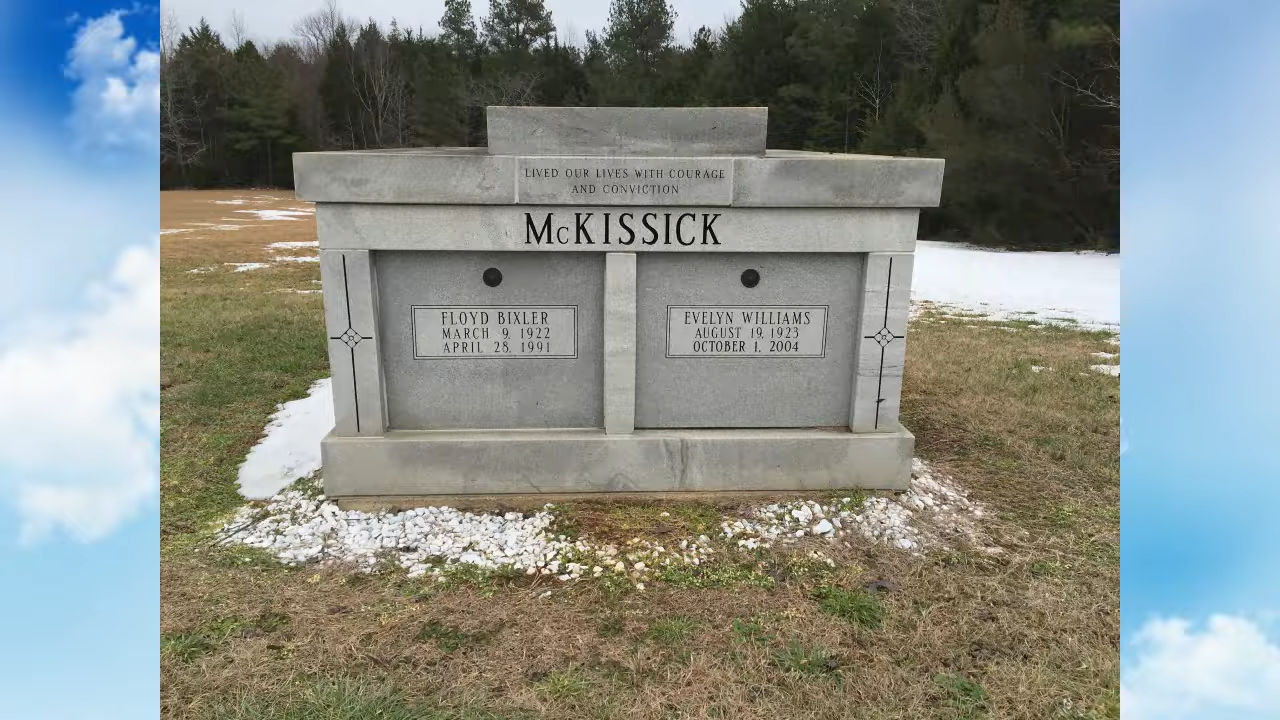 LIVED OUR LIVES WITH COURAGE
AND CONVICTION
McKISSICK
FLOYD BIXLER
MARCH 9, 1922
APRIL 28, 1991
EVELYN WILLIAMS
AUGUST 19, 1923
OCTOBER 1, 2004